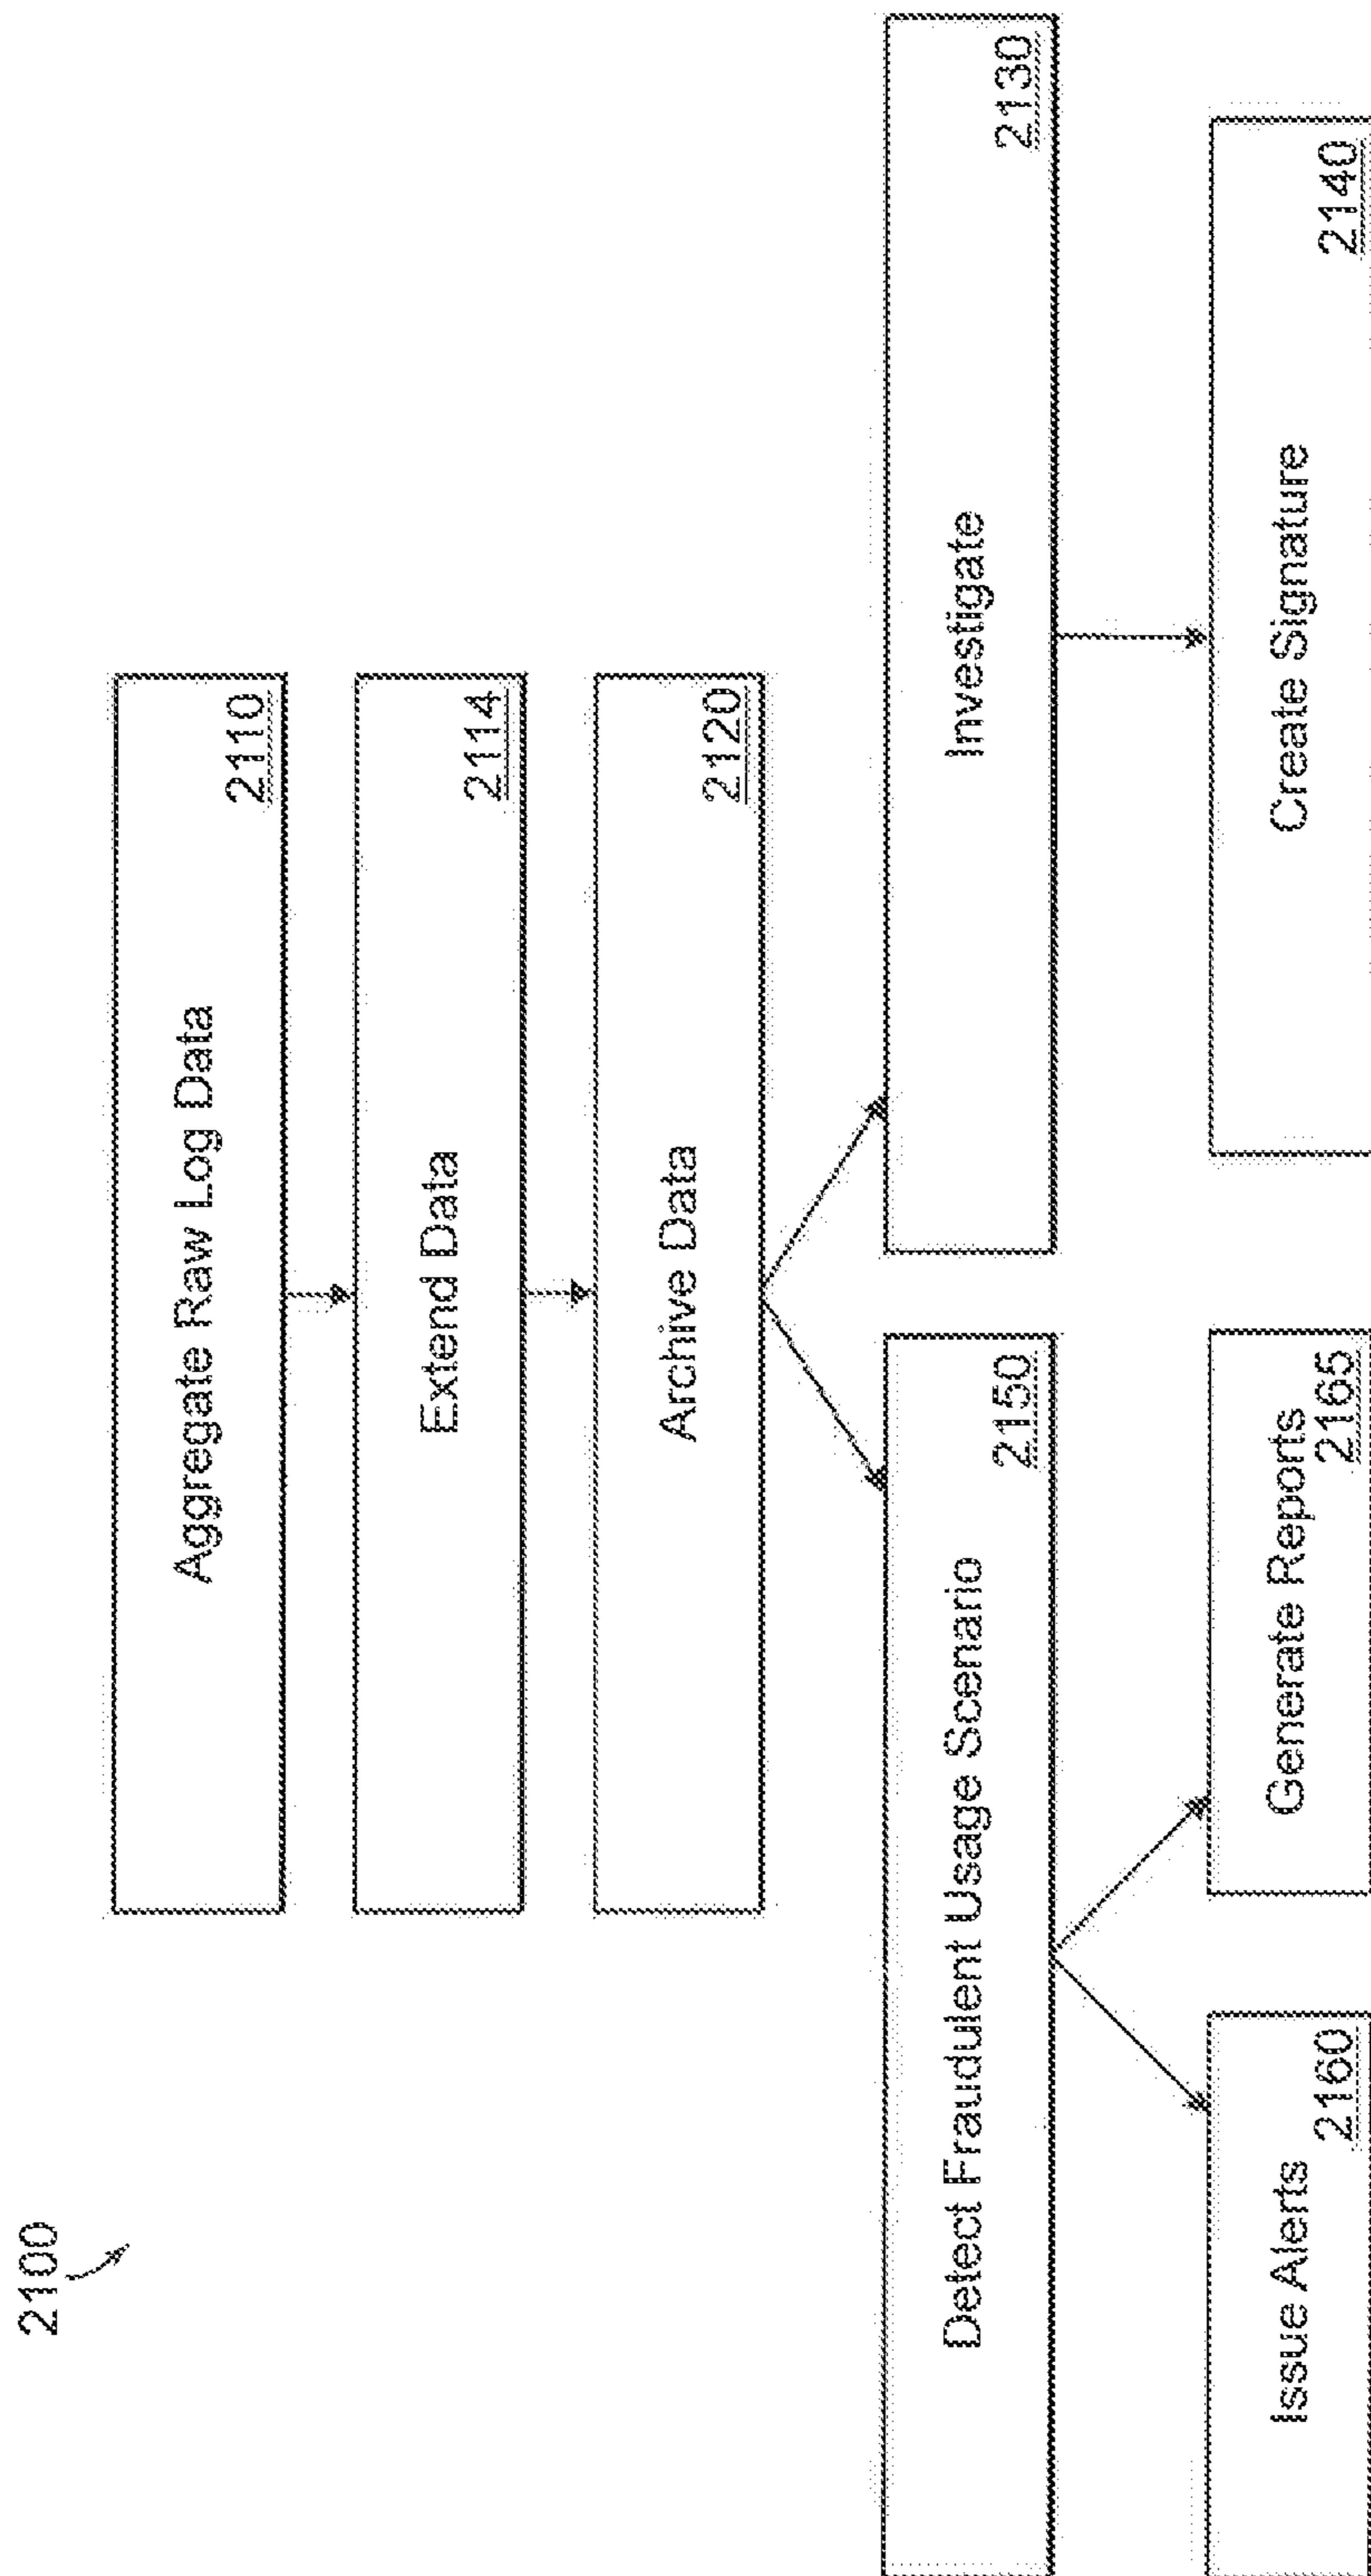 2100
Aggregate Raw Log Data
2110
Extend Data
2114
Archive Data
2120
Detect Fraudulent Usage Scenario
2150
Investigate
2130
Issue Alerts
2160
Generate Reports
2165
Create Signature
2140